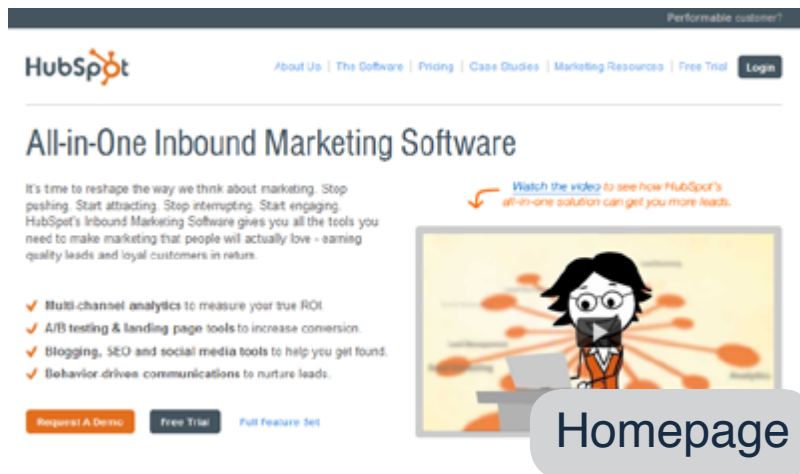 Performable customer?
HubSpot
About Us | The Software | Pricing | Case Studies | Marketing Resources | Free Trial Login
All-in-One Inbound Marketing Software
It's time to reshape the way we think about marketing. Stop
pushing. Start attracting. Stop interrupting. Start engaging.
HubSpot's Inbound Marketing Software gives you all the tools you
need to make marketing that people will actually love - earning
quality leads and loyal customers in return.
Watch the video to see how HubSpot's
all-in-one solution can get you more leads.
Multi-channel analytics to measure your true ROI.
A/B testing & landing page tools to increase conversion.
Blogging, SEO and social media tools to help you get found.
Behavior-driven communications to nurture leads.
Request A Demo Free Trial Full Feature Set
Lead Management
Analytics
Homepage